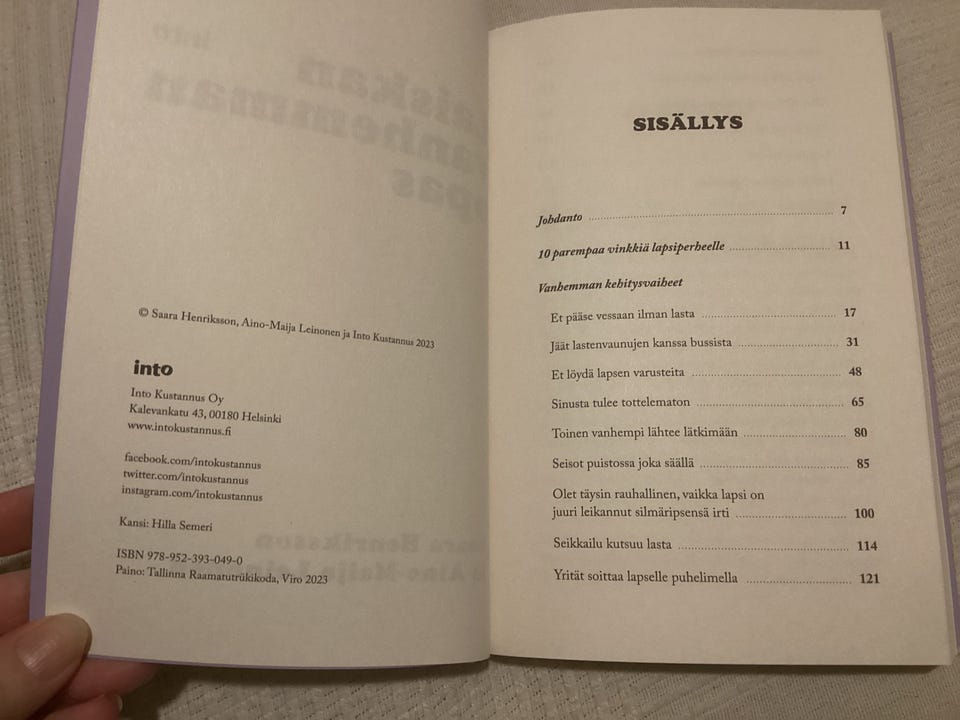 © Saara Henriksson, Aino-Maija Leinonen ja Into Kustannus 2023
into
Into Kustannus Oy
Kalevankatu 43, 00180 Helsinki
www.intokustannus.fi
facebook.com/intokustannus
twitter.com/intokustannus
instagram.com/intokustannus
Kansi: Hilla Semeri
ISBN 978-952-393-049-0
Paino: Tallinna Raamatutrükikoda, Viro 2023
SISÄLLYS
Johdanto 7
10 parempaa vinkkiä lapsiperheelle 11
Vanhemman kehitysvaiheet
Et pääse vessaan ilman lasta 17
Jäät lastenvaunujen kanssa bussista 31
Et löydä lapsen varusteita 48
Sinusta tulee tottelematon 65
Toinen vanhempi lähtee lätkimään 80
Seisot puistossa joka säällä 85
Olet täysin rauhallinen, vaikka lapsi on
juuri leikannut silmäripsensä irti 100
Seikkailu kutsuu lasta 114
Yrität soittaa lapselle puhelimella 121